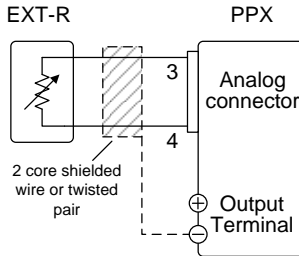 EXT-R
PPX
3
Analog
connector
4
2 core shielded
wire or twisted
pair
+
Output
Terminal
−